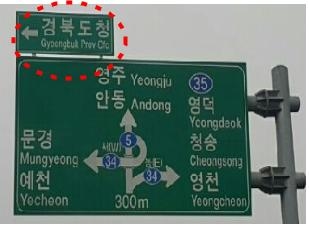 경북도청
Gyeongbuk Prov Ofc
영주 Yeongju
안동 Andong
35
영덕
Yeongdeok
청송
Cheongsong
영천
Yeongcheon
문경
Mungyeong
예천
Yecheon
5
34
34
300m